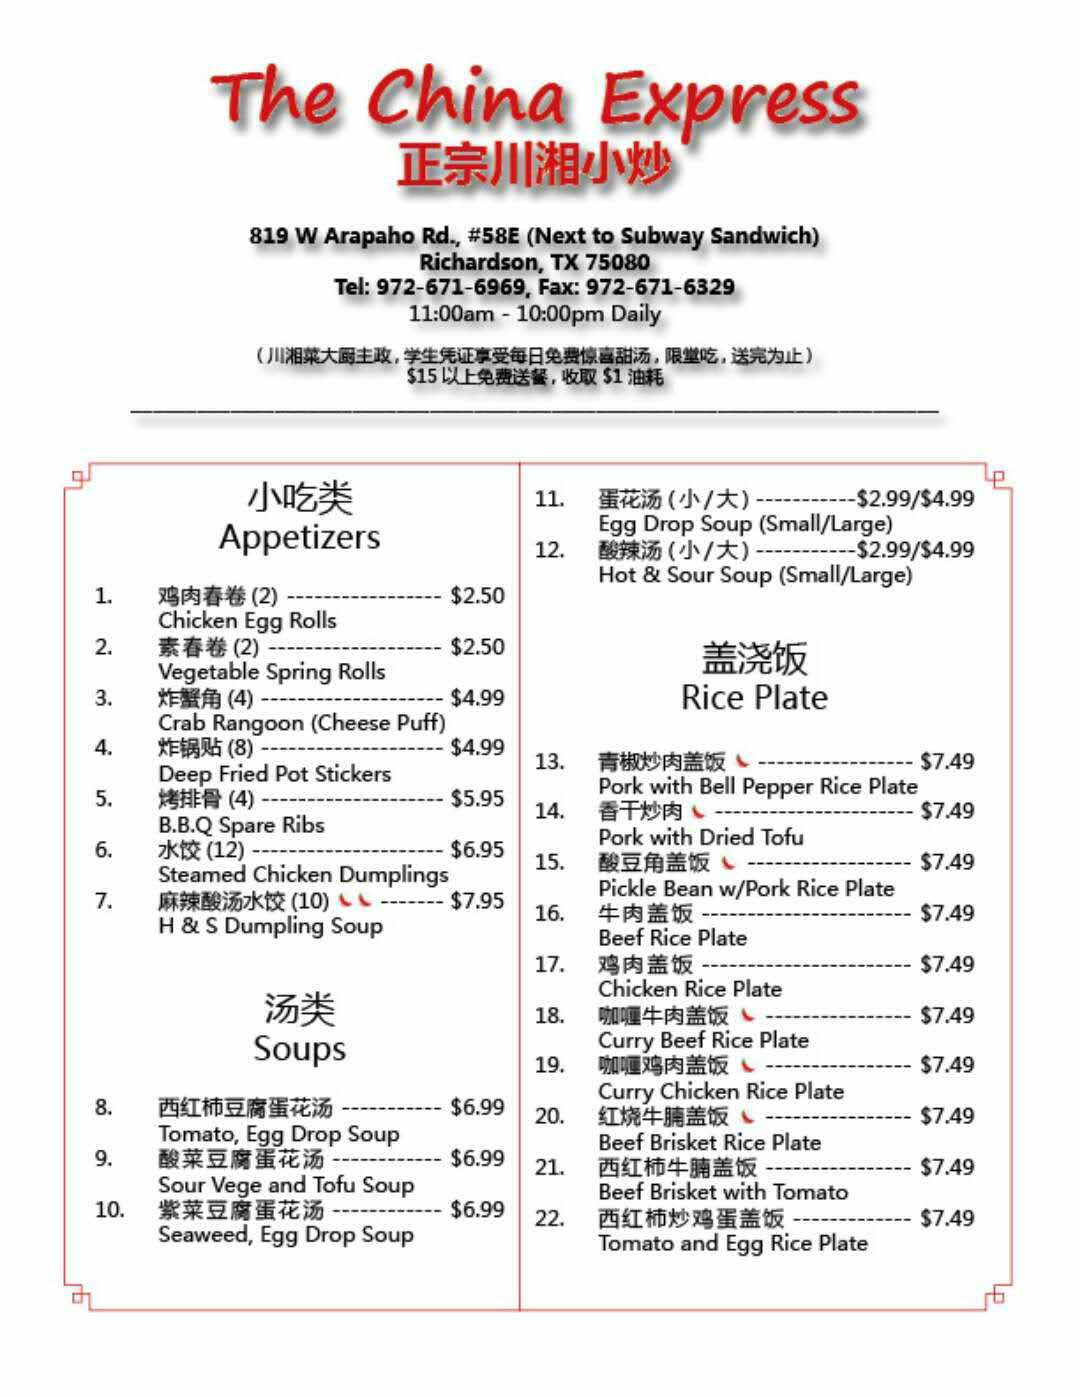 The China Express
正宗川湘小炒
819 W Arapaho Rd., #58E (Next to Subway Sandwich)
Richardson, TX 75080
Tel: 972-671-6969, Fax: 972-671-6329
11:00am - 10:00pm Daily
（川湘菜大厨主政，学生凭证享受每日免费惊喜甜汤，限堂吃，送完为止）
$15 以上免费送餐，收取 $1 油耗
小吃类
Appetizers
1. 鸡肉春卷 (2) ----------------- $2.50
Chicken Egg Rolls
2. 素春卷 (2) ------------------- $2.50
Vegetable Spring Rolls
3. 炸蟹角 (4) -------------------- $4.99
Crab Rangoon (Cheese Puff)
4. 炸锅贴 (8) -------------------- $4.99
Deep Fried Pot Stickers
5. 烤排骨 (4) -------------------- $5.95
B.B.Q Spare Ribs
6. 水饺 (12) --------------------- $6.95
Steamed Chicken Dumplings
7. 麻辣酸汤水饺 (10) ------- $7.95
H & S Dumpling Soup
汤类
Soups
8. 西红柿豆腐蛋花汤 ----------- $6.99
Tomato, Egg Drop Soup
9. 酸菜豆腐蛋花汤 ------------ $6.99
Sour Vege and Tofu Soup
10. 紫菜豆腐蛋花汤 ------------ $6.99
Seaweed, Egg Drop Soup
11. 蛋花汤 (小/大) -----------$2.99/$4.99
Egg Drop Soup (Small/Large)
12. 酸辣汤 (小/大) -----------$2.99/$4.99
Hot & Sour Soup (Small/Large)
盖浇饭
Rice Plate
13. 青椒炒肉盖饭 ----------------- $7.49
Pork with Bell Pepper Rice Plate
14. 香干炒肉 ---------------------- $7.49
Pork with Dried Tofu
15. 酸豆角盖饭 ------------------ $7.49
Pickle Bean w/Pork Rice Plate
16. 牛肉盖饭 ----------------------- $7.49
Beef Rice Plate
17. 鸡肉盖饭 ----------------------- $7.49
Chicken Rice Plate
18. 咖喱牛肉盖饭 ---------------- $7.49
Curry Beef Rice Plate
19. 咖喱鸡肉盖饭 ---------------- $7.49
Curry Chicken Rice Plate
20. 红烧牛腩盖饭 ---------------- $7.49
Beef Brisket Rice Plate
21. 西红柿牛腩盖饭 ---------------- $7.49
Beef Brisket with Tomato
22. 西红柿炒鸡蛋盖饭 ------------- $7.49
Tomato and Egg Rice Plate